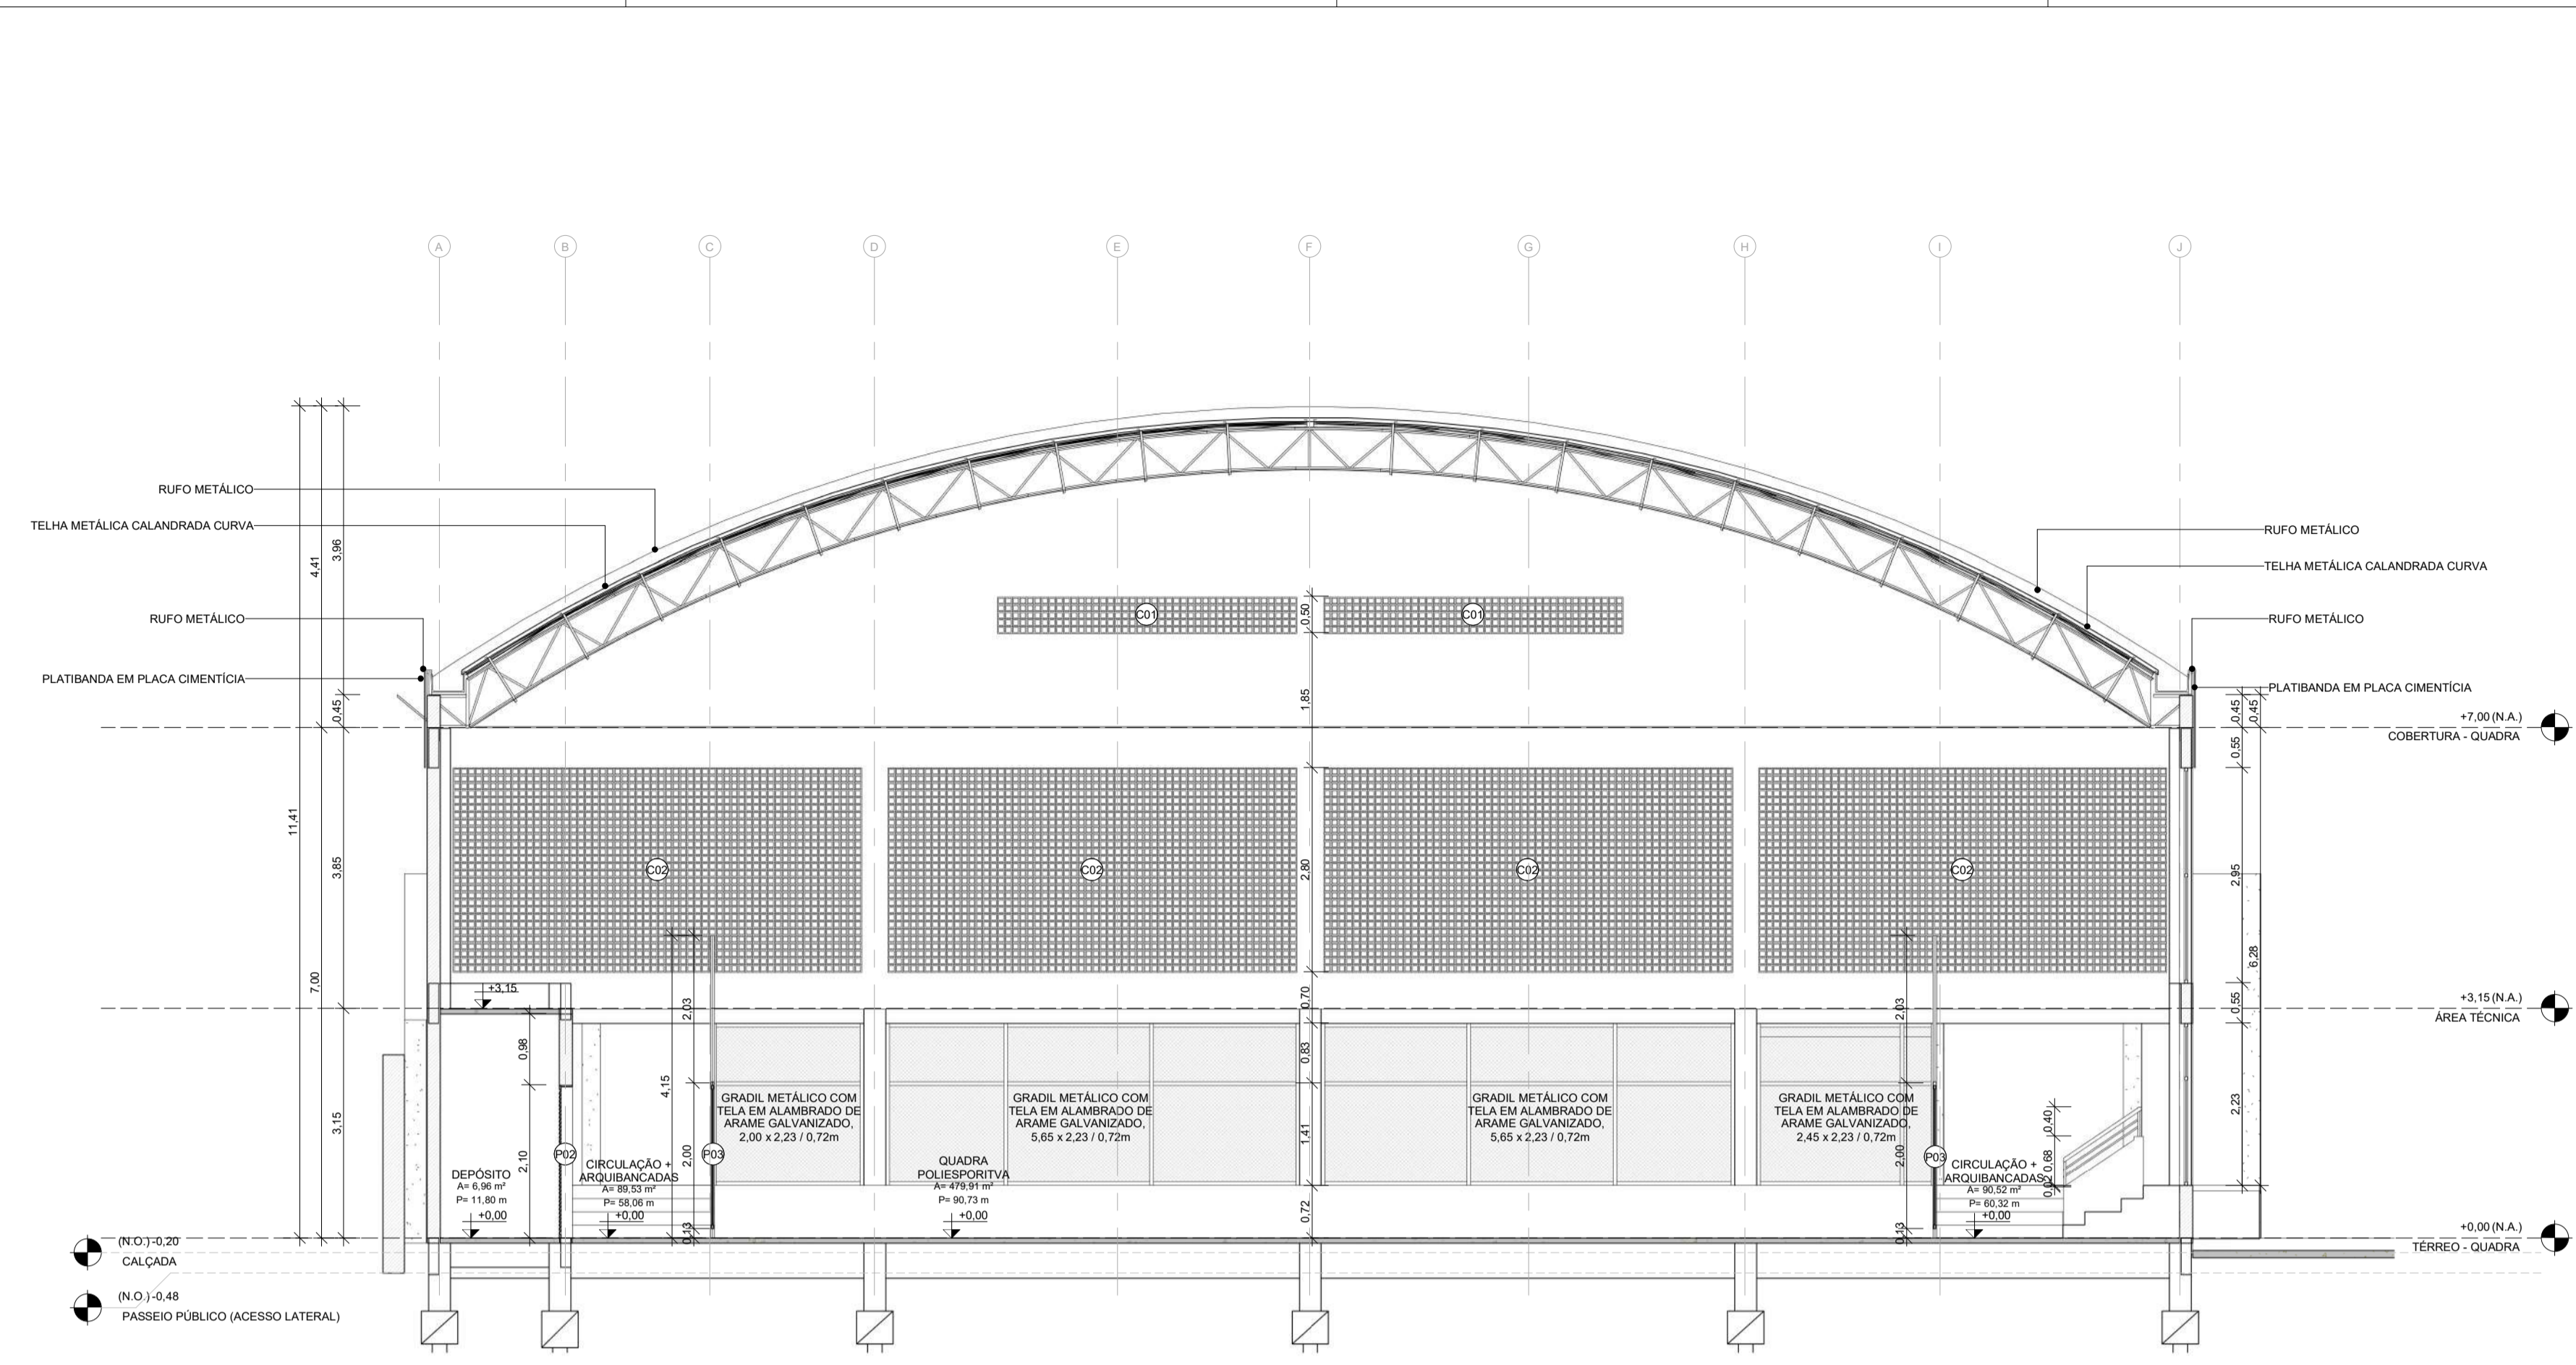 A
B
C
D
E
F
G
H
I
J
RUFO METÁLICO
TELHA METÁLICA CALANDRADA CURVA
RUFO METÁLICO
PLATIBANDA EM PLACA CIMENTÍCIA
RUFO METÁLICO
TELHA METÁLICA CALANDRADA CURVA
RUFO METÁLICO
PLATIBANDA EM PLACA CIMENTÍCIA
11,41
4,41
7,00
3,96
0,45
3,85
3,15
C01
C01
0,50
1,85
2,80
0,70
0,83
1,41
0,72
C02
C02
C02
C02
+7,00 (N.A.)
COBERTURA - QUADRA
+3,15 (N.A.)
ÁREA TÉCNICA
+0,00 (N.A.)
TÉRREO - QUADRA
0,45
0,45
0,55
2,95
6,28
0,55
2,23
+3,15
0,98
2,10
4,15
2,03
2,00
0,13
2,03
2,00
0,13
0,40
0,68
0,02
P02
P03
P03
GRADIL METÁLICO COM
TELA EM ALAMBRADO DE
ARAME GALVANIZADO,
2,00 x 2,23 / 0,72m
GRADIL METÁLICO COM
TELA EM ALAMBRADO DE
ARAME GALVANIZADO,
5,65 x 2,23 / 0,72m
GRADIL METÁLICO COM
TELA EM ALAMBRADO DE
ARAME GALVANIZADO,
5,65 x 2,23 / 0,72m
GRADIL METÁLICO COM
TELA EM ALAMBRADO DE
ARAME GALVANIZADO,
2,45 x 2,23 / 0,72m
DEPÓSITO
A= 6,96 m²
P= 11,80 m
+0,00
CIRCULAÇÃO +
ARQUIBANCADAS
A= 89,53 m²
P= 58,06 m
+0,00
QUADRA
POLIESPORITVA
A= 479,91 m²
P= 90,73 m
+0,00
CIRCULAÇÃO +
ARQUIBANCADAS
A= 90,52 m²
P= 60,32 m
+0,00
(N.O.) -0,20
CALÇADA
(N.O.) -0,48
PASSEIO PÚBLICO (ACESSO LATERAL)